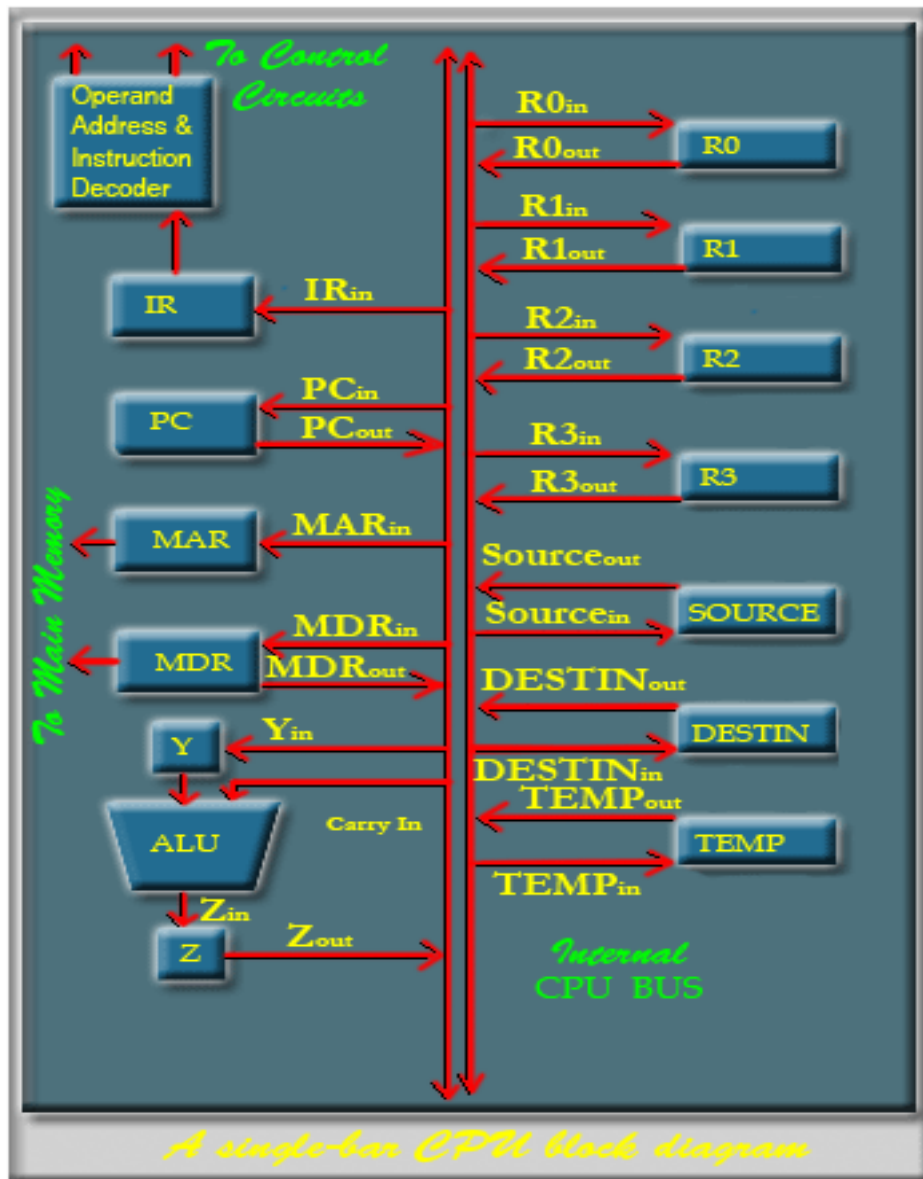 To Control
Circuits
Operand
Address &
Instruction
Decoder
IR
IRin
PC
PCin
PCout
MAR
MARin
To Main Memory
MDR
MDRin
MDRout
Y
Yin
ALU
Carry In
Zin
Z
Zout
R0in
R0out
R0
R1in
R1out
R1
R2in
R2out
R2
R3in
R3out
R3
Sourceout
Sourcein
SOURCE
DESTINout
DESTIN
DESTINin
TEMPout
TEMP
TEMPin
Internal
CPU BUS
A single-bar CPU block diagram